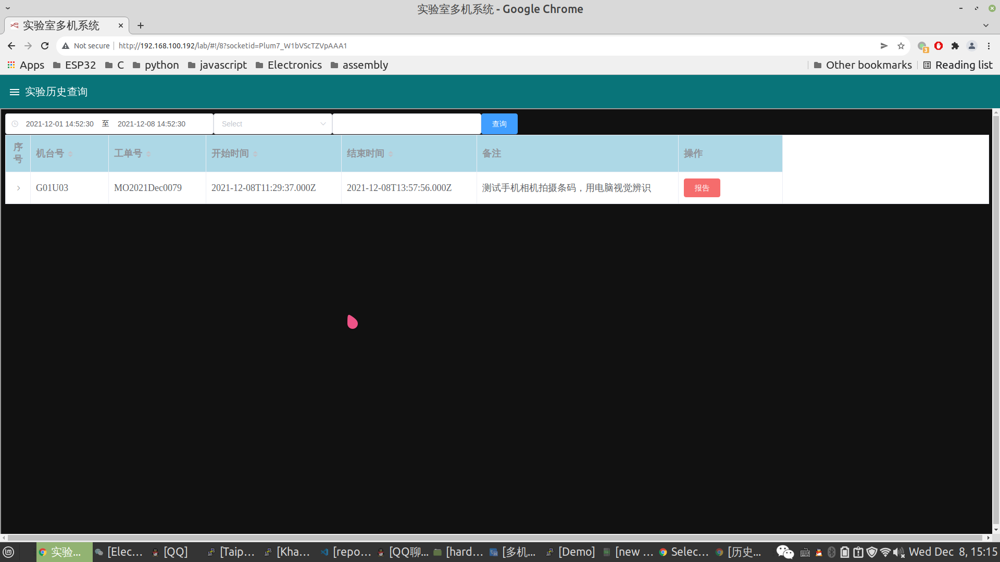 实验室多机系统 - Google Chrome
实验室多机系统
Not secure http://192.168.100.192/lab/#!/8?socketid=Plum7_W1bVScTZVpAAA1
3
Apps ESP32 C python javascript Electronics assembly Other bookmarks Reading list
实验历史查询
2021-12-01 14:52:30 至 2021-12-08 14:52:30 Select 查询
序号 机台号 工单号 开始时间 结束时间 备注 操作
G01U03 MO2021Dec0079 2021-12-08T11:29:37.000Z 2021-12-08T13:57:56.000Z 测试手机相机拍摄条码，用电脑视觉辨识 报告
实验... [Elec... [QQ] [Taip... [Kha... [repo... [QQ聊... [hard... [多机... [Demo] [new ... Selec... [历史... Wed Dec 8, 15:15